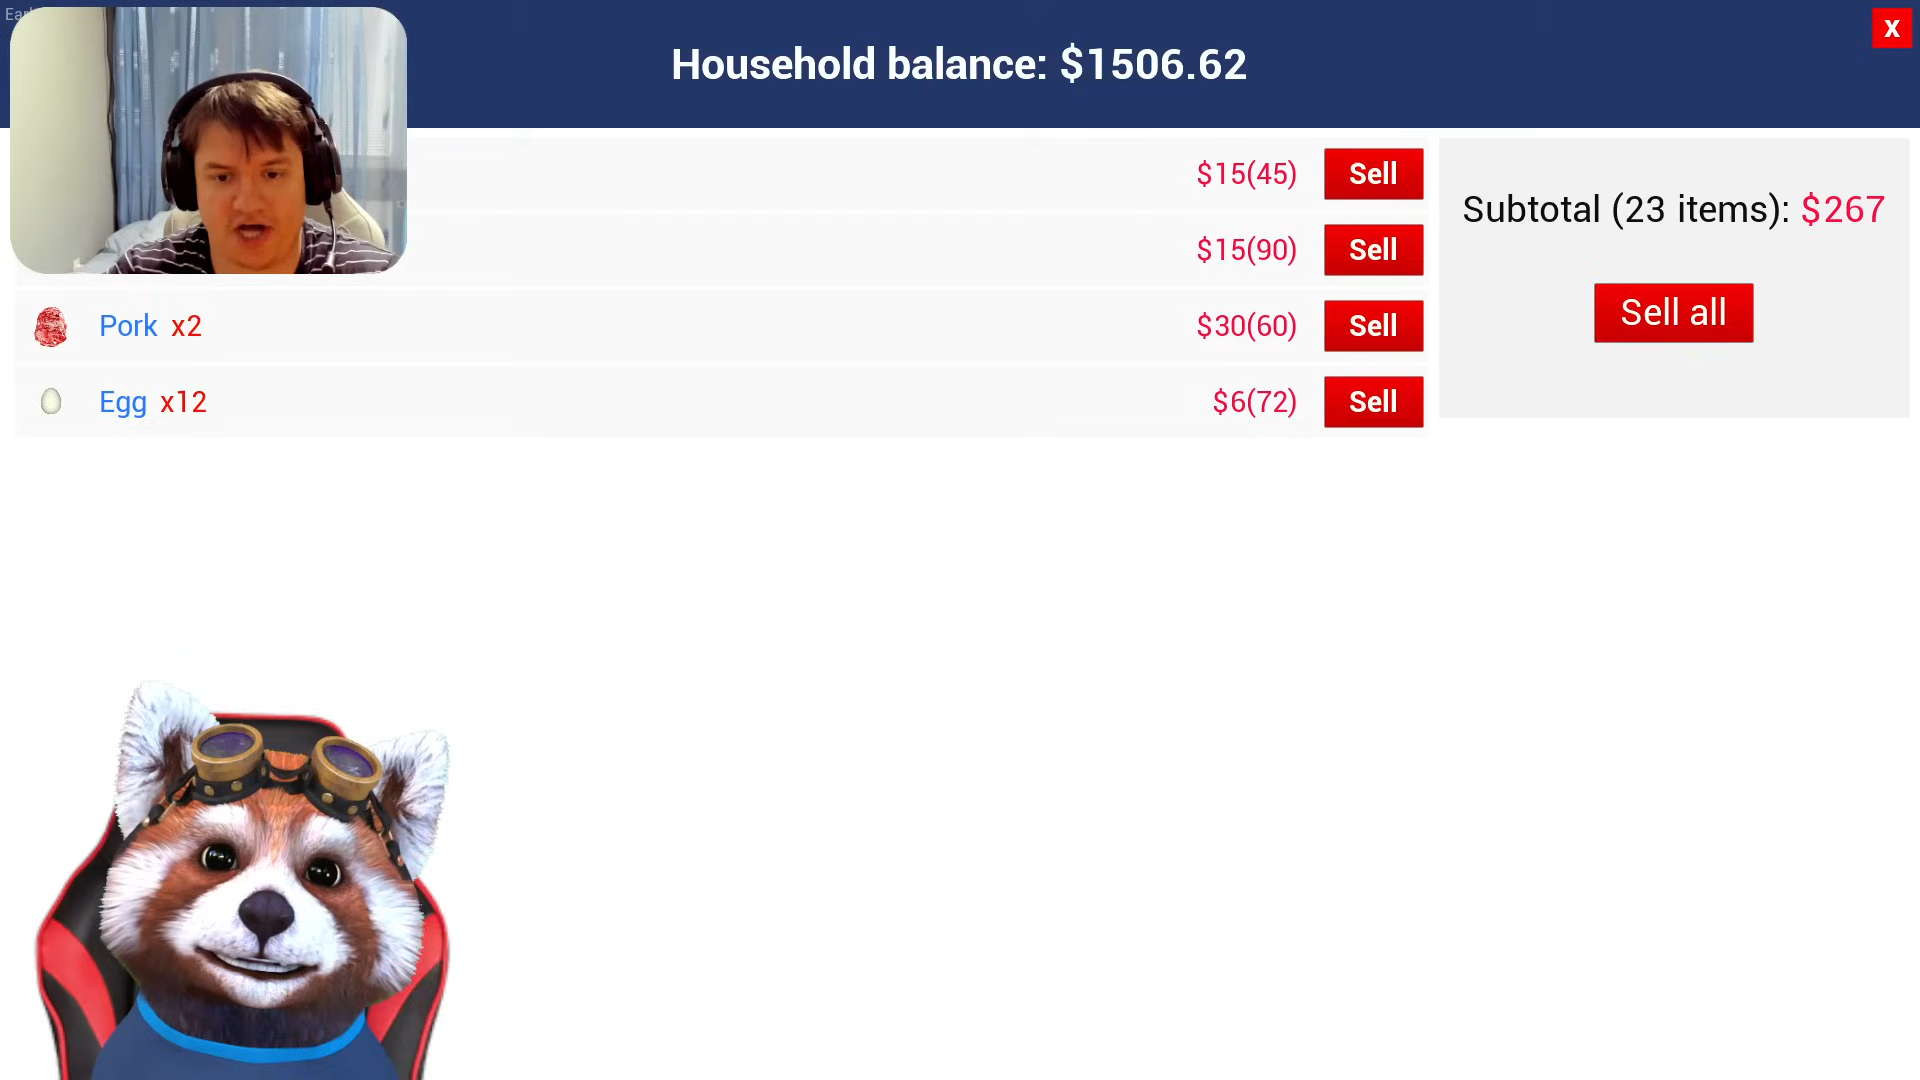 Household balance: $1506.62
X
$15(45) Sell
$15(90) Sell
Pork x2 $30(60) Sell
Egg x12 $6(72) Sell
Subtotal (23 items): $267
Sell all